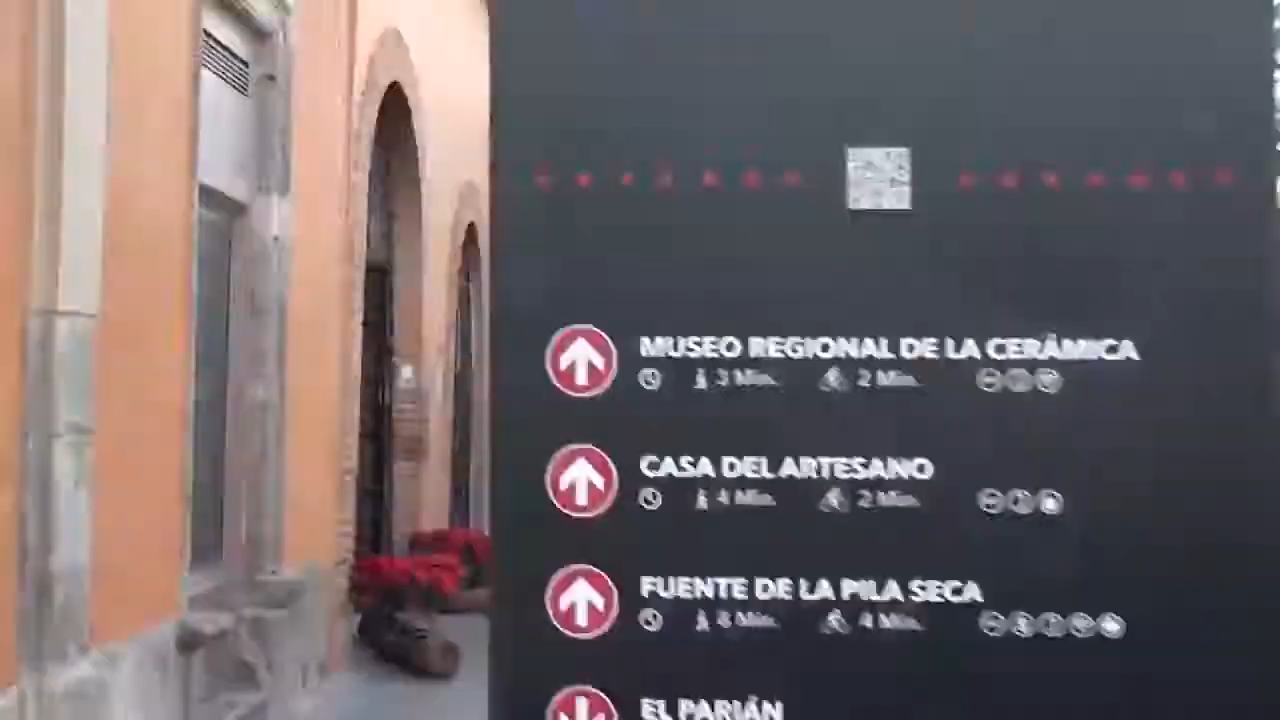 MUSEO REGIONAL DE LA CERÁMICA
3 Min. 2 Min.
CASA DEL ARTESANO
4 Min. 2 Min.
FUENTE DE LA PILA SECA
8 Min. 4 Min.
EL PARIÁN